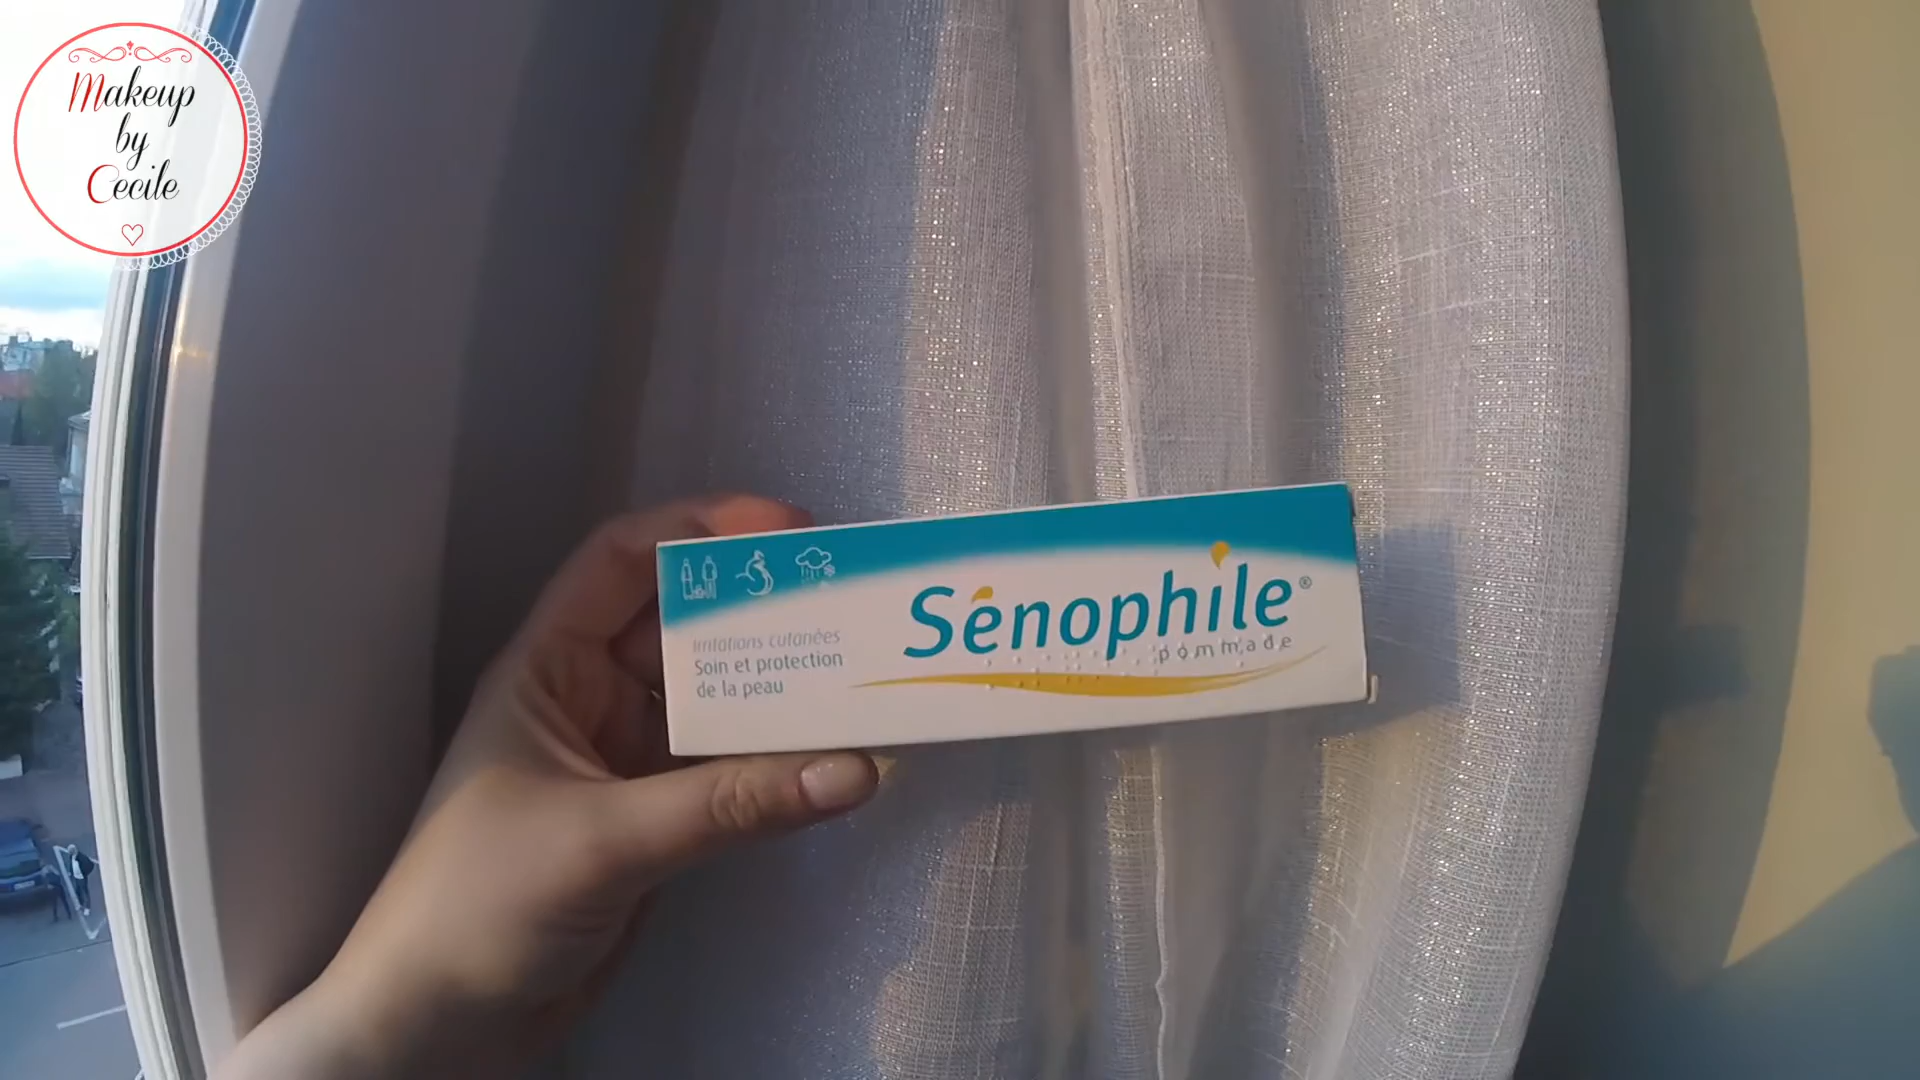 Makeup
by
Cecile
Irritations cutanées
Soin et protection
de la peau
Sénophile®
pommade